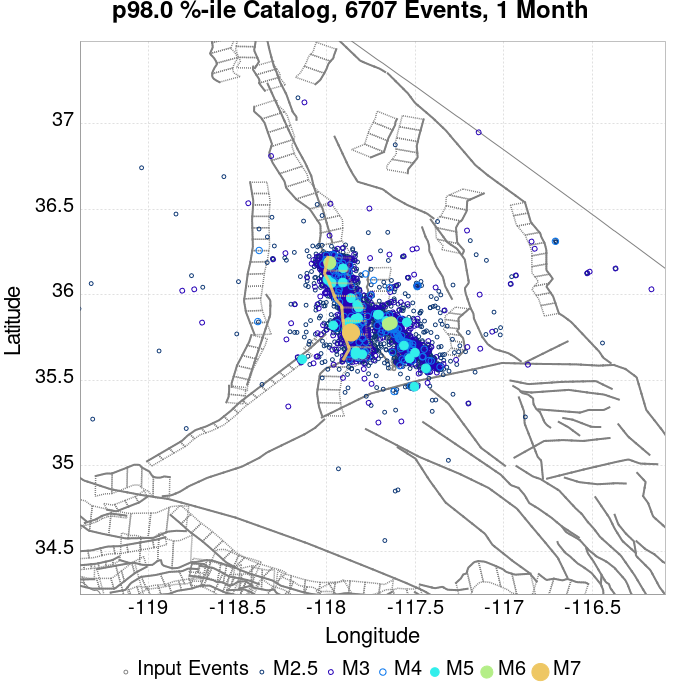 p98.0 %-ile Catalog, 6707 Events, 1 Month
37
36.5
36
35.5
35
34.5
Latitude
-119
-118.5
-118
-117.5
-117
-116.5
Longitude
Input Events
M2.5
M3
M4
M5
M6
M7